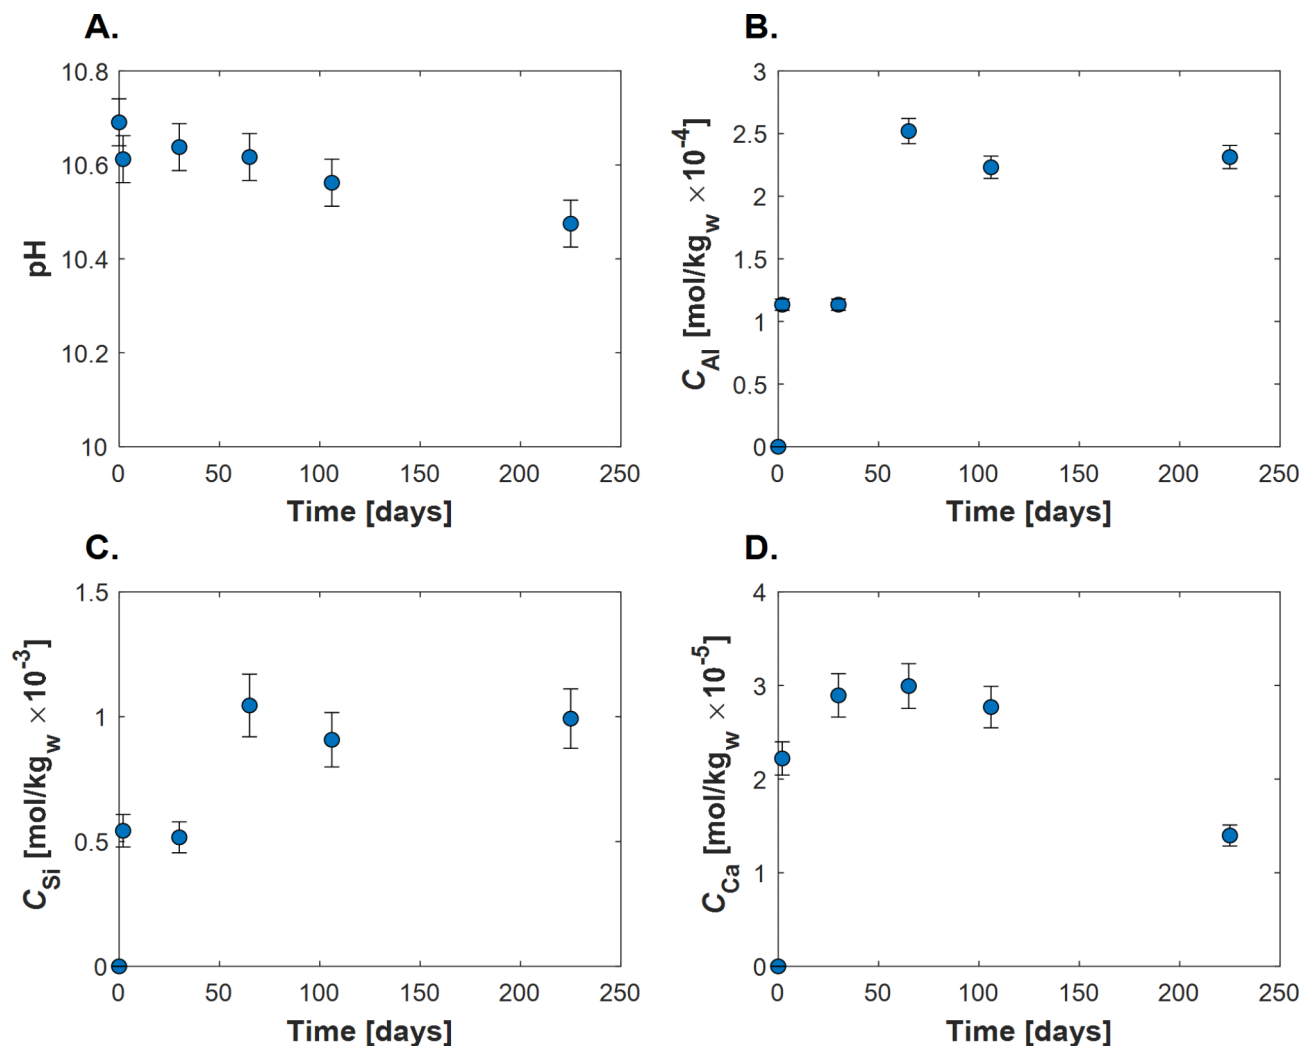 A.
10.8
10.6
10.4
10.2
10
pH
0 50 100 150 200 250
Time [days]
B.
3
2.5
2
1.5
1
0.5
0
C_Al [mol/kg_w ×10^-4]
0 50 100 150 200 250
Time [days]
C.
1.5
1
0.5
0
C_Si [mol/kg_w ×10^-3]
0 50 100 150 200 250
Time [days]
D.
4
3
2
1
0
C_Ca [mol/kg_w ×10^-5]
0 50 100 150 200 250
Time [days]